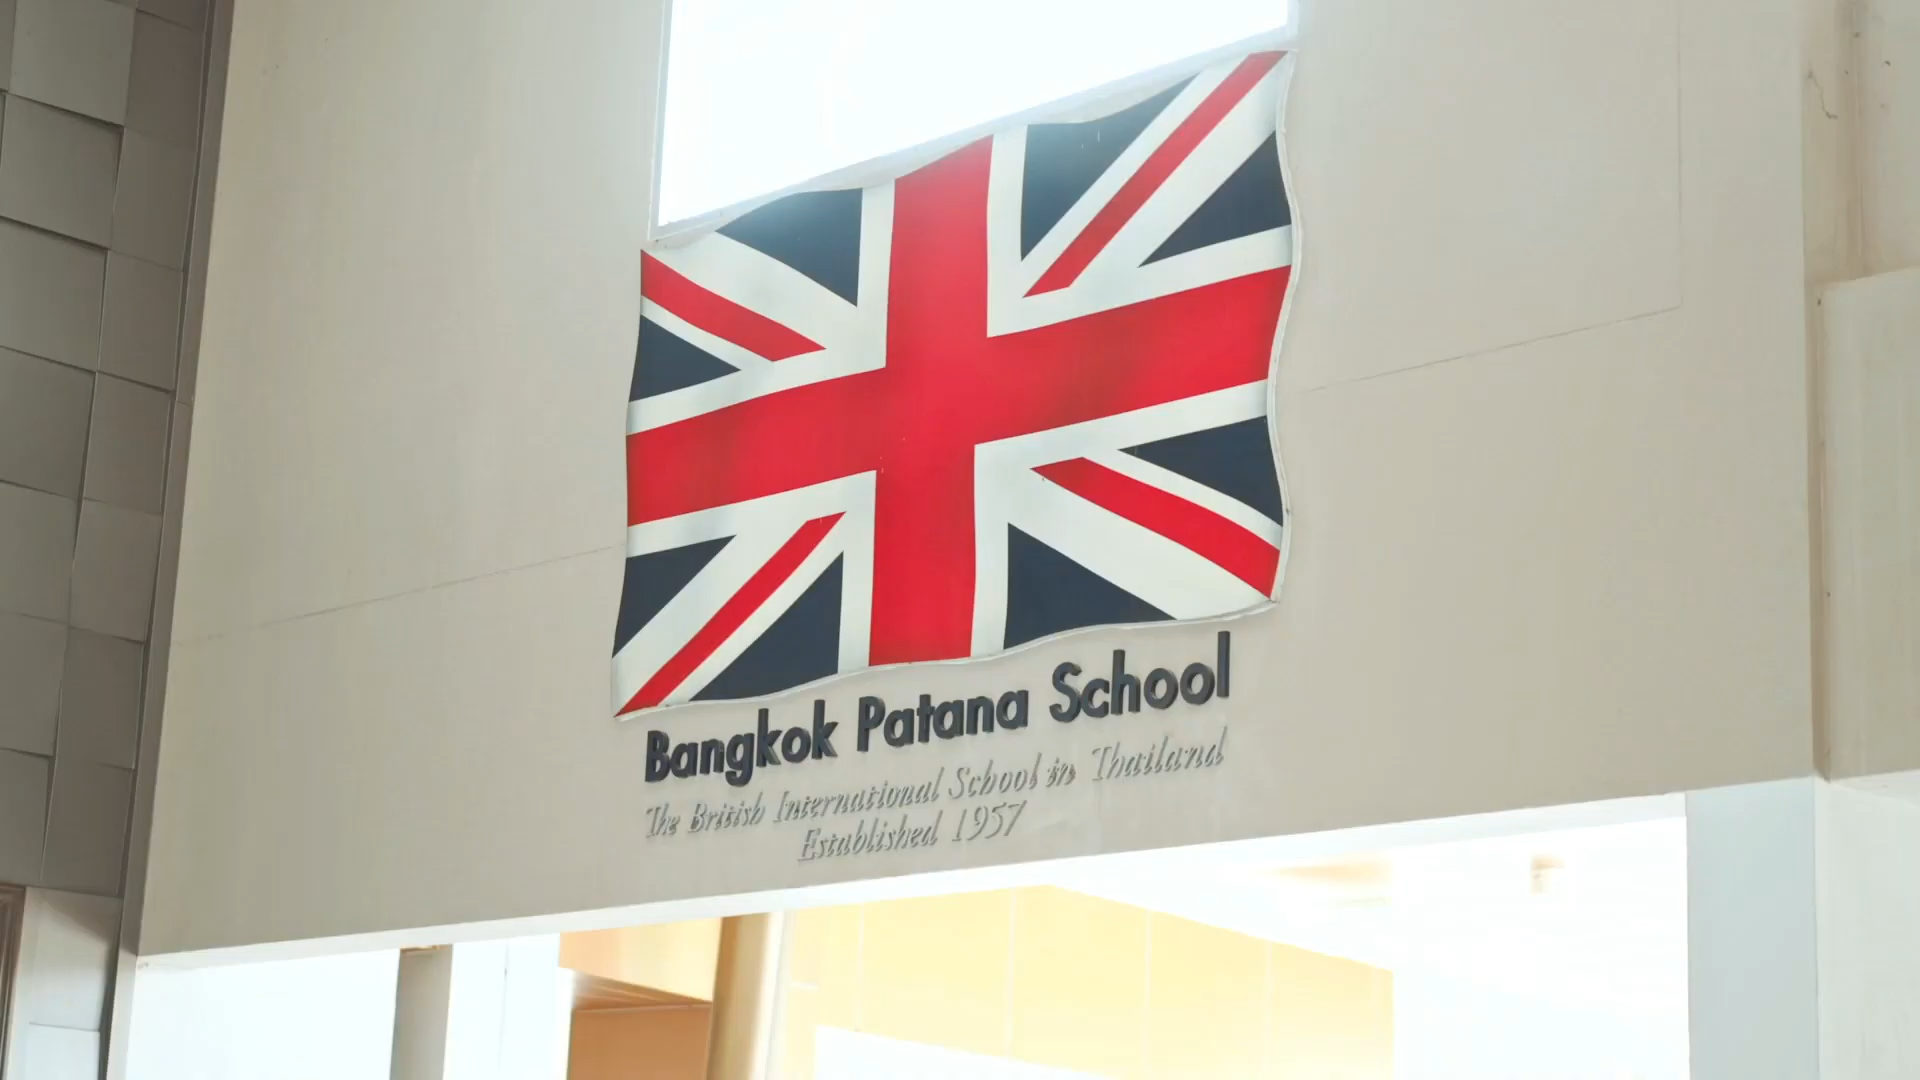 Bangkok Patana School
The British International School in Thailand
Established 1957